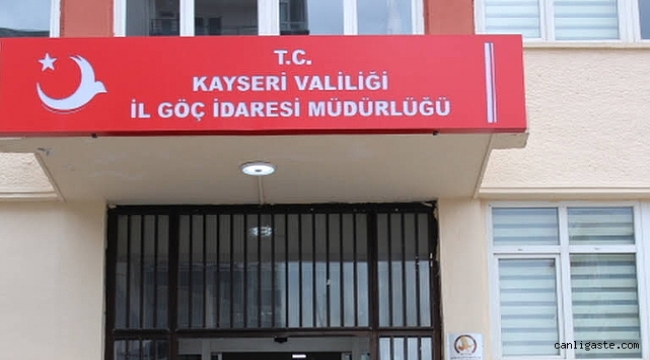 T.C.
KAYSERİ VALİLİĞİ
İL GÖÇ İDARESİ MÜDÜRLÜĞÜ
canligaste.com